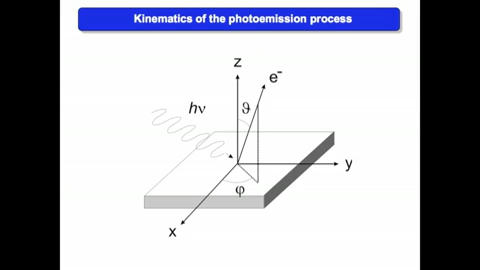 Kinematics of the photoemission process
z
e-
hν
ϑ
y
φ
x